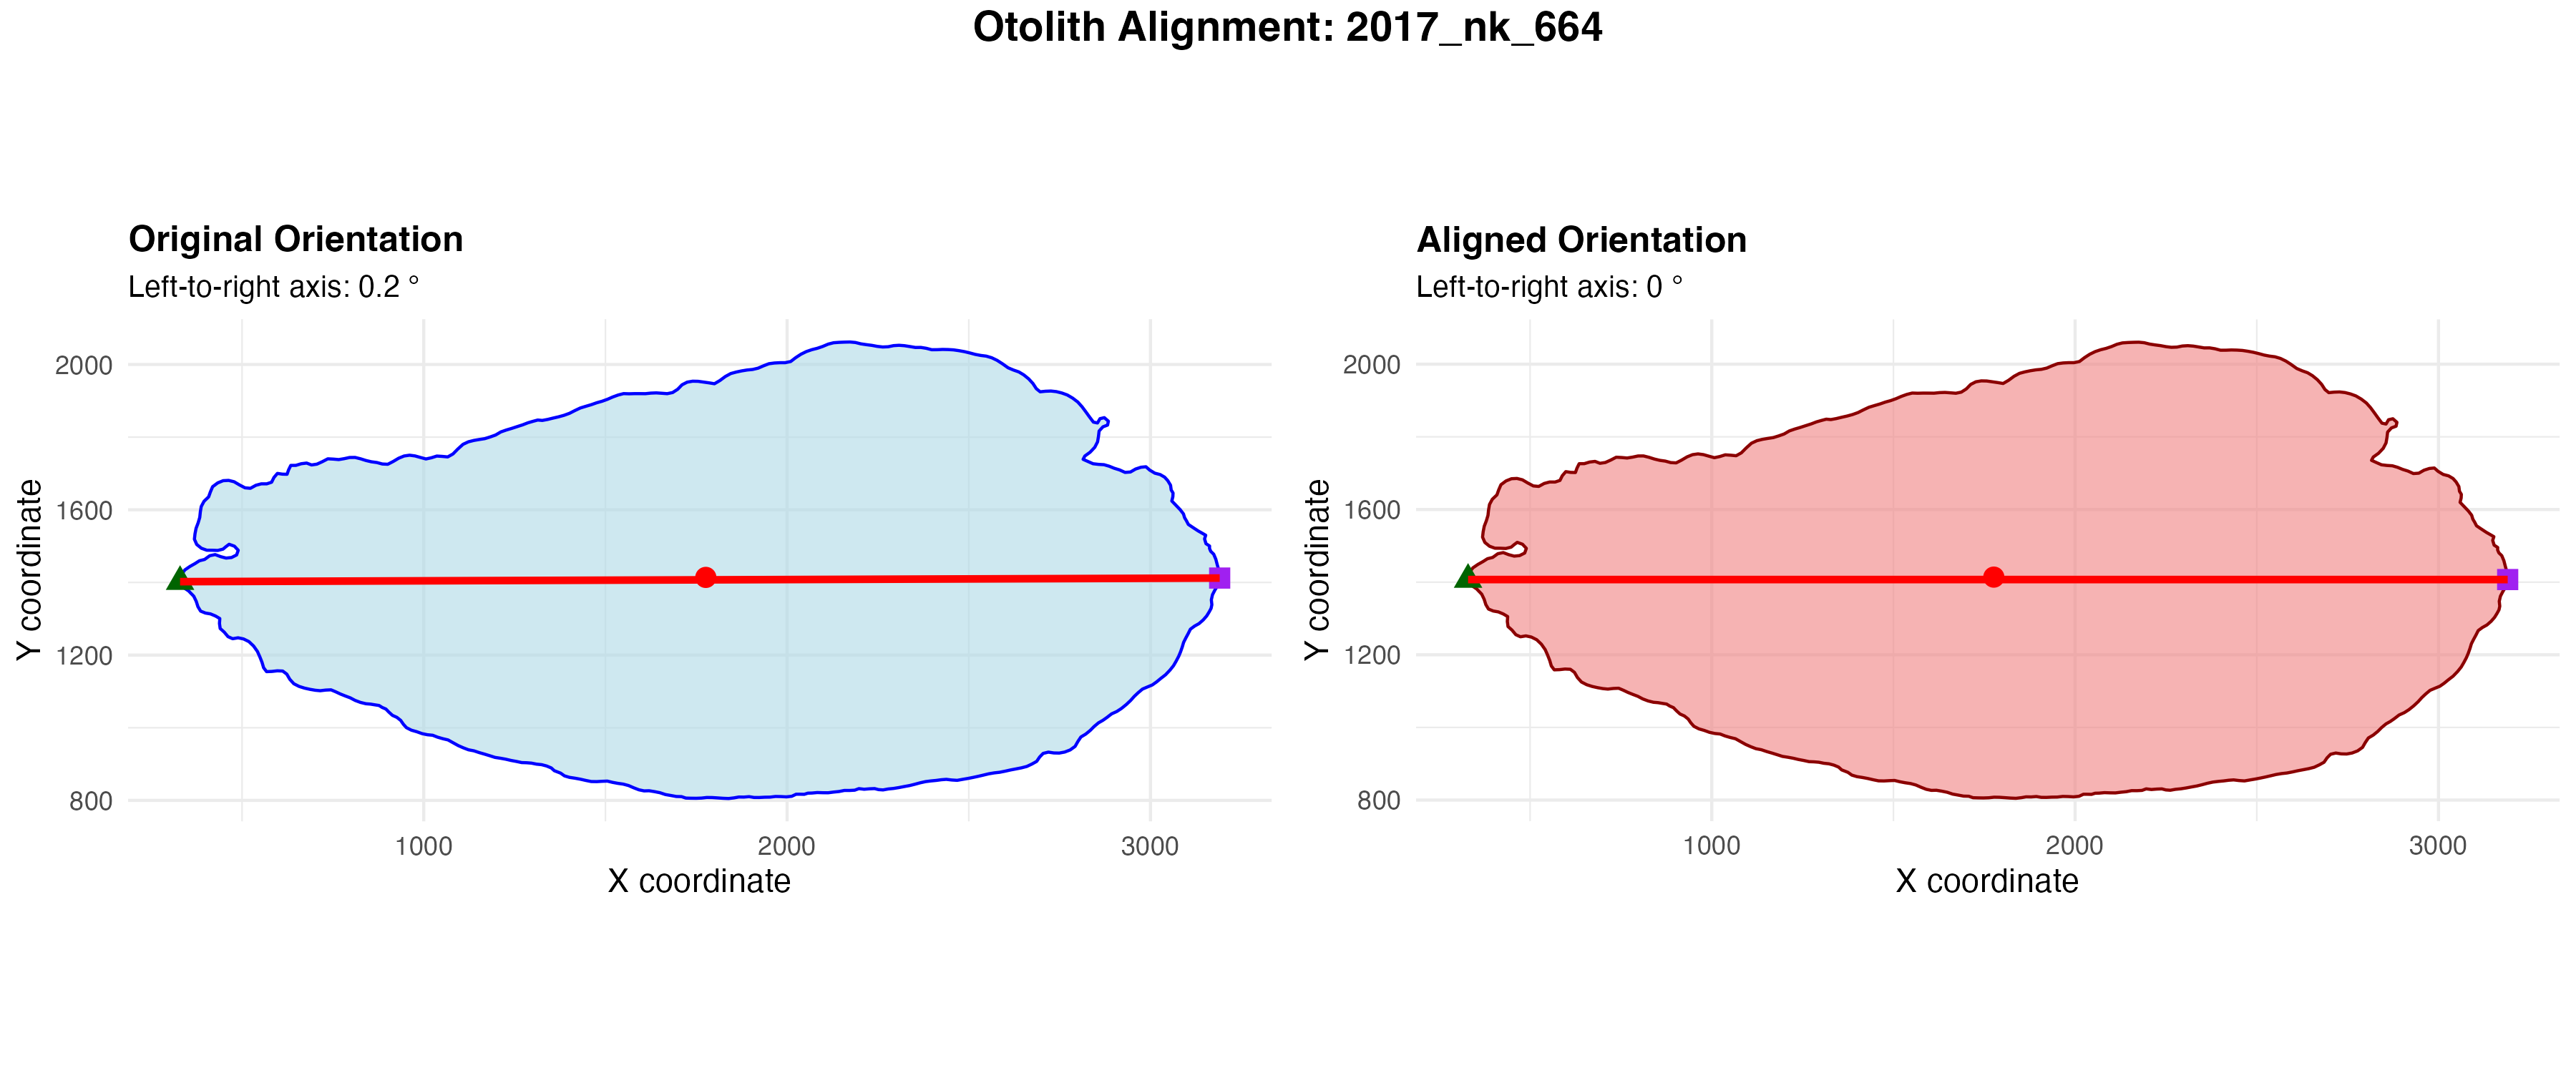 Otolith Alignment: 2017_nk_664
Original Orientation
Left-to-right axis: 0.2 °
2000
1600
1200
800
Y coordinate
1000 2000 3000
X coordinate
Aligned Orientation
Left-to-right axis: 0 °
2000
1600
1200
800
Y coordinate
1000 2000 3000
X coordinate